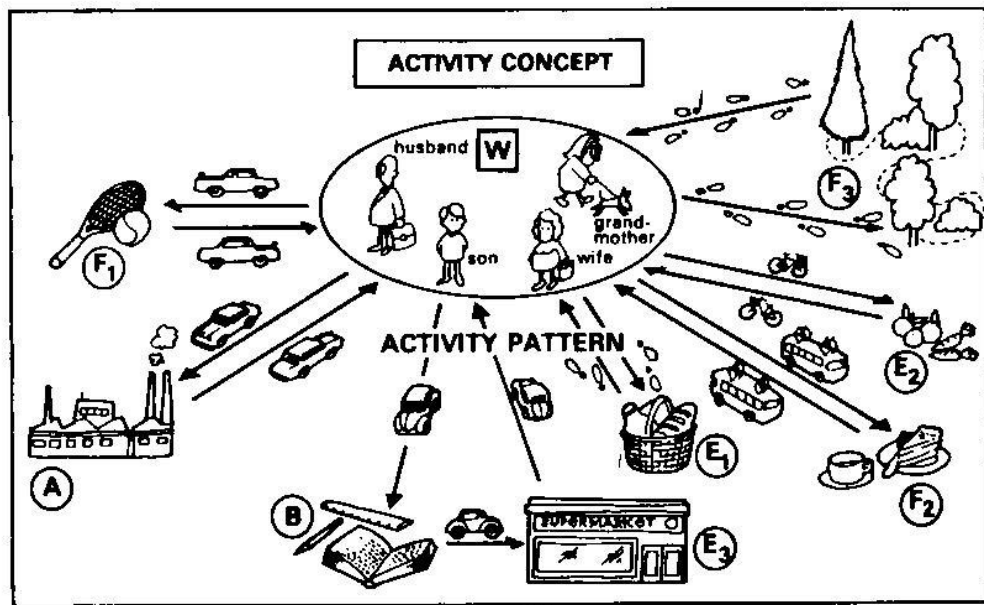 ACTIVITY CONCEPT
husband
W
grand-
mother
son
wife
F3
F1
ACTIVITY PATTERN
E2
A
B
E1
F2
SUPERMARKET
E3